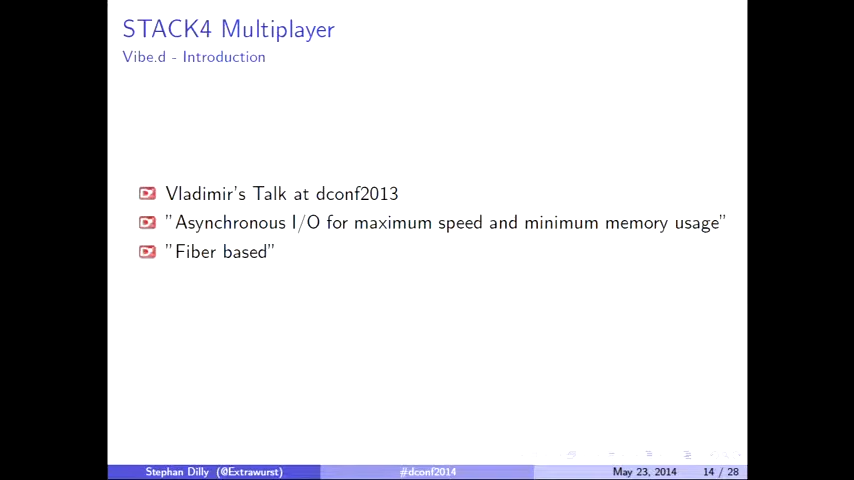 STACK4 Multiplayer
Vibe.d - Introduction
Vladimir's Talk at dconf2013
"Asynchronous I/O for maximum speed and minimum memory usage"
"Fiber based"
Stephan Dilly (@Extrawurst) #dconf2014 May 23, 2014 14 / 28